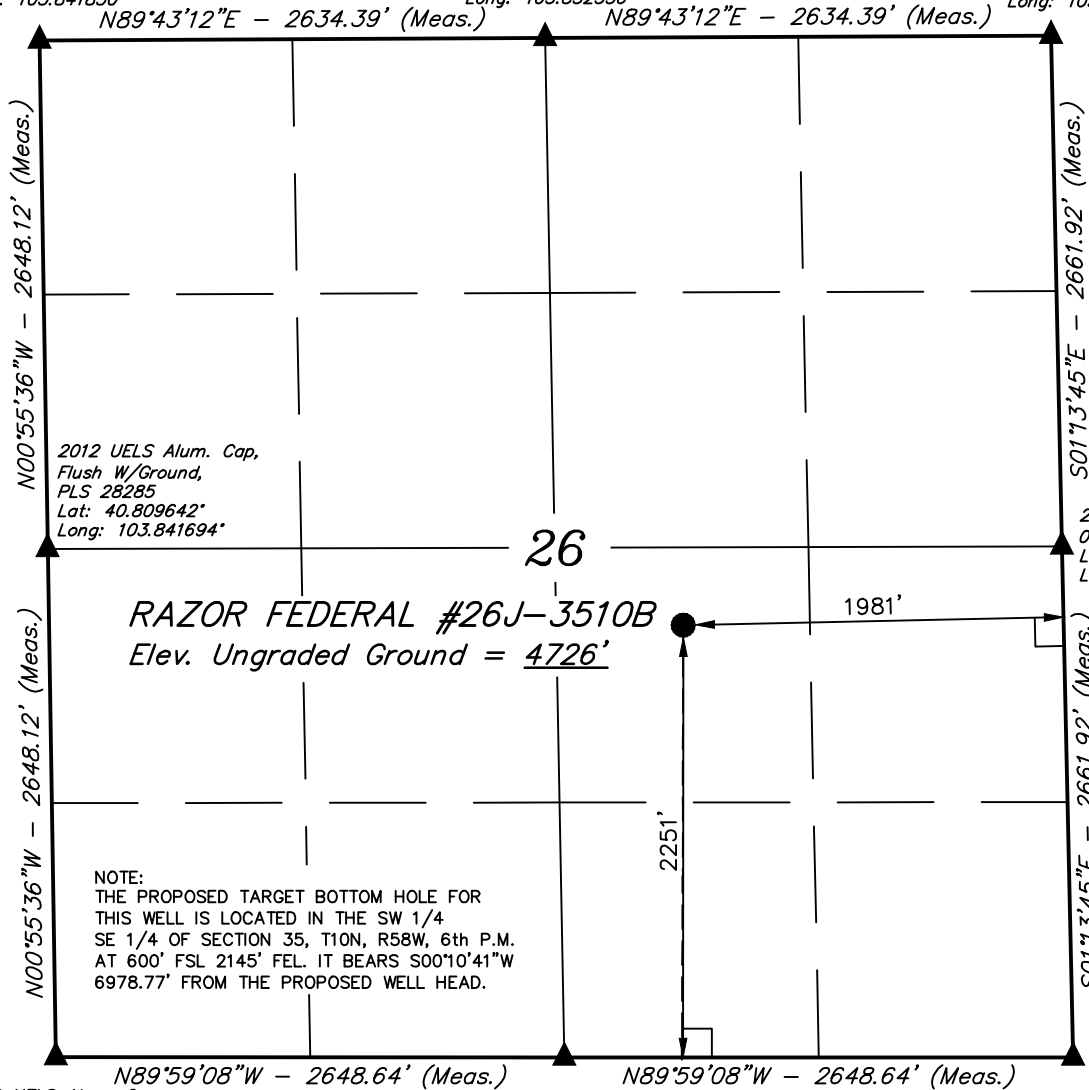 N89°43'12"E - 2634.39' (Meas.)
N89°43'12"E - 2634.39' (Meas.)
N00°55'36"W - 2648.12' (Meas.)
S01°13'45"E - 2661.92' (Meas.)
2012 UELS Alum. Cap,
Flush W/Ground,
PLS 28285
Lat: 40.809642°
Long: 103.841694°
26
RAZOR FEDERAL #26J-3510B
Elev. Ungraded Ground = 4726'
1981'
2251'
N00°55'36"W - 2648.12' (Meas.)
S01°13'45"E - 2661.92' (Meas.)
NOTE:
THE PROPOSED TARGET BOTTOM HOLE FOR
THIS WELL IS LOCATED IN THE SW 1/4
SE 1/4 OF SECTION 35, T10N, R58W, 6th P.M.
AT 600' FSL 2145' FEL. IT BEARS S00°10'41"W
6978.77' FROM THE PROPOSED WELL HEAD.
N89°59'08"W - 2648.64' (Meas.)
N89°59'08"W - 2648.64' (Meas.)